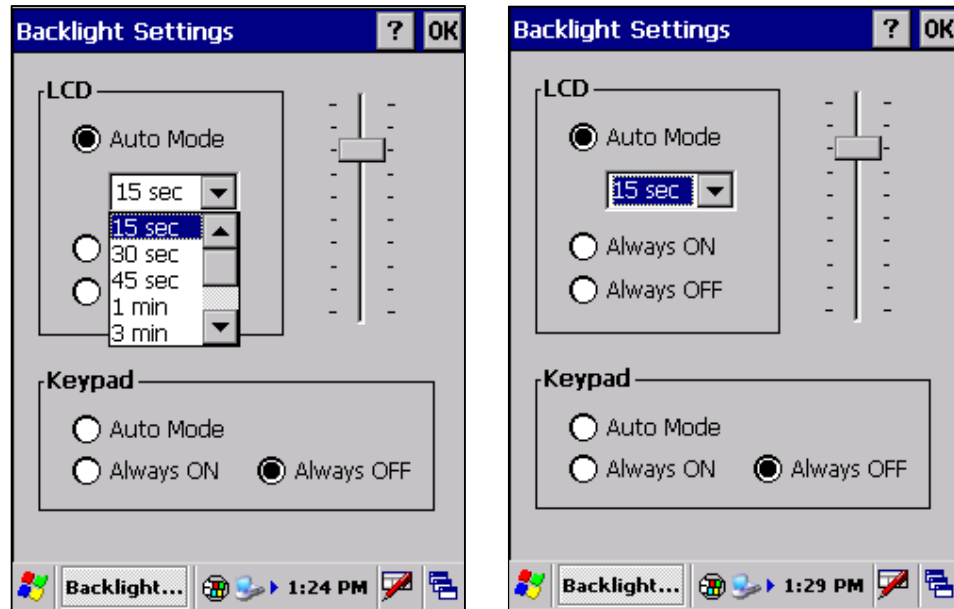 Backlight Settings ? OK
LCD
Auto Mode
15 sec
15 sec
30 sec
45 sec
1 min
3 min
Keypad
Auto Mode
Always ON Always OFF
Backlight... 1:24 PM
Backlight Settings ? OK
LCD
Auto Mode
15 sec
Always ON
Always OFF
Keypad
Auto Mode
Always ON Always OFF
Backlight... 1:29 PM